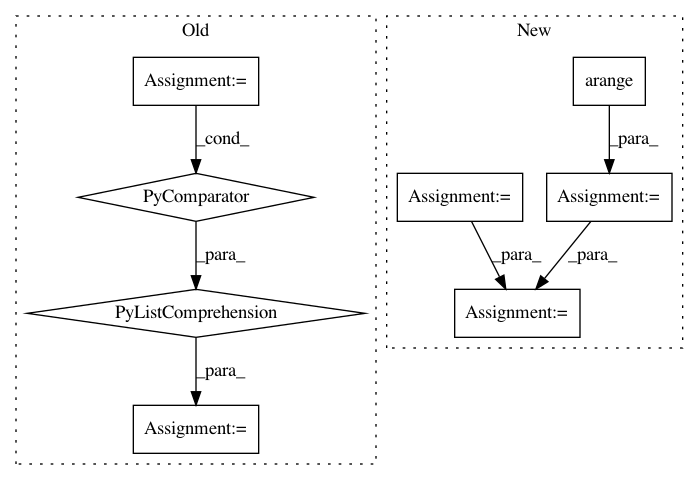 Old
Assignment:=
_cond_
PyComparator
_para_
PyListComprehension
_para_
Assignment:=
New
arange
_para_
Assignment:=
Assignment:=
_para_
_para_
Assignment:=